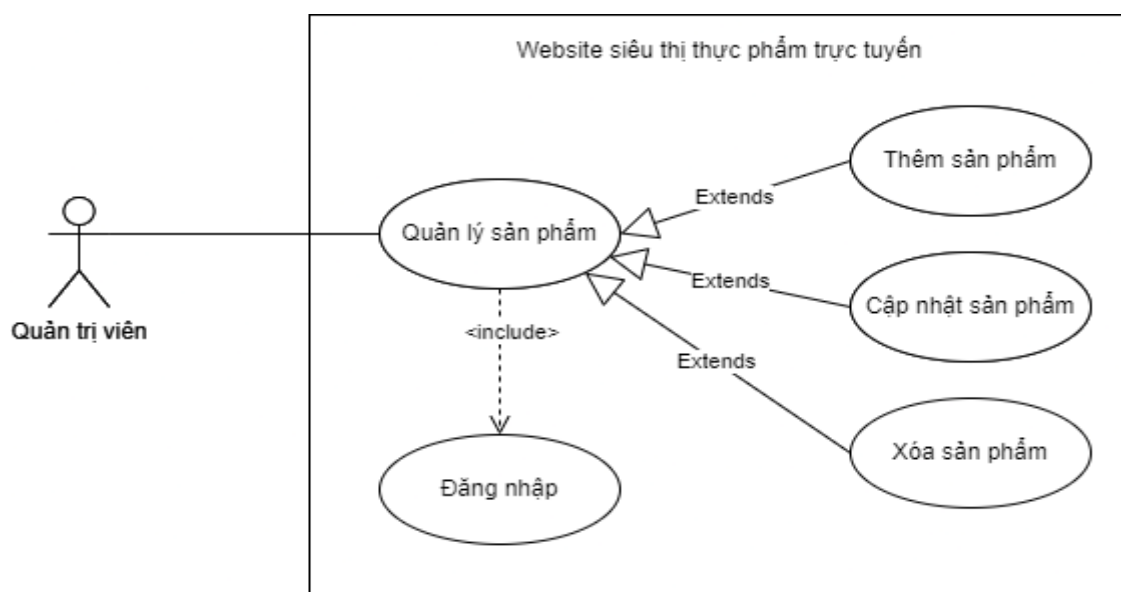 Website siêu thị thực phẩm trực tuyến
Thêm sản phẩm
Extends
Quản lý sản phẩm
Extends
Cập nhật sản phẩm
Quản trị viên
<include>
Extends
Xóa sản phẩm
Đăng nhập